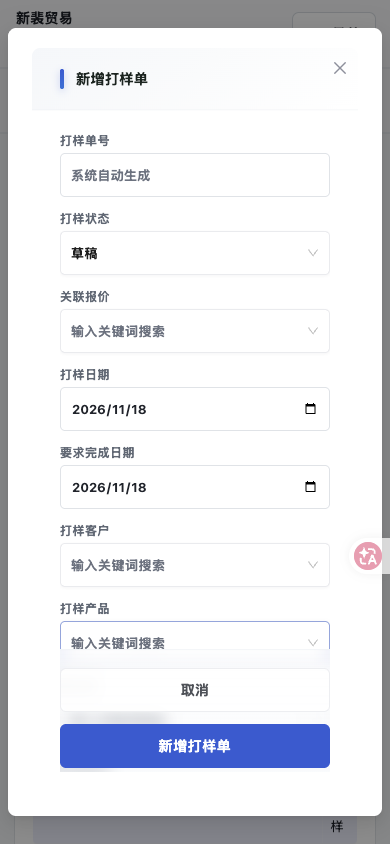 新裴贸易
新增打样单
打样单号
系统自动生成
打样状态
草稿
关联报价
输入关键词搜索
打样日期
2026/11/18
要求完成日期
2026/11/18
打样客户
输入关键词搜索
打样产品
输入关键词搜索
取消
新增打样单
样